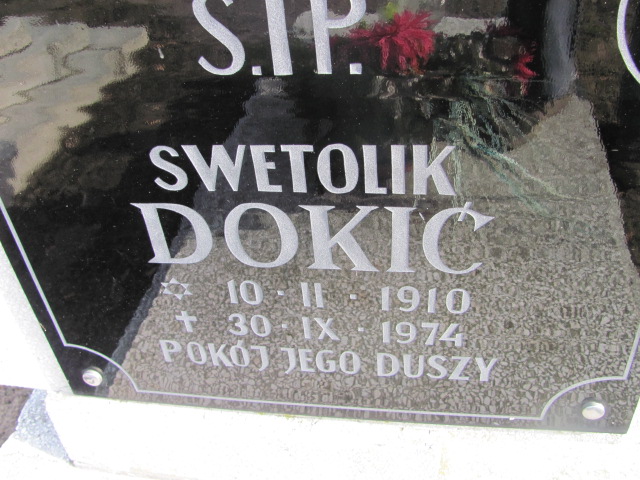 Ś.†P.
SWETOLIK
DOKIĆ
✡ 10 · II · 1910
† 30 · IX · 1974
POKÓJ JEGO DUSZY